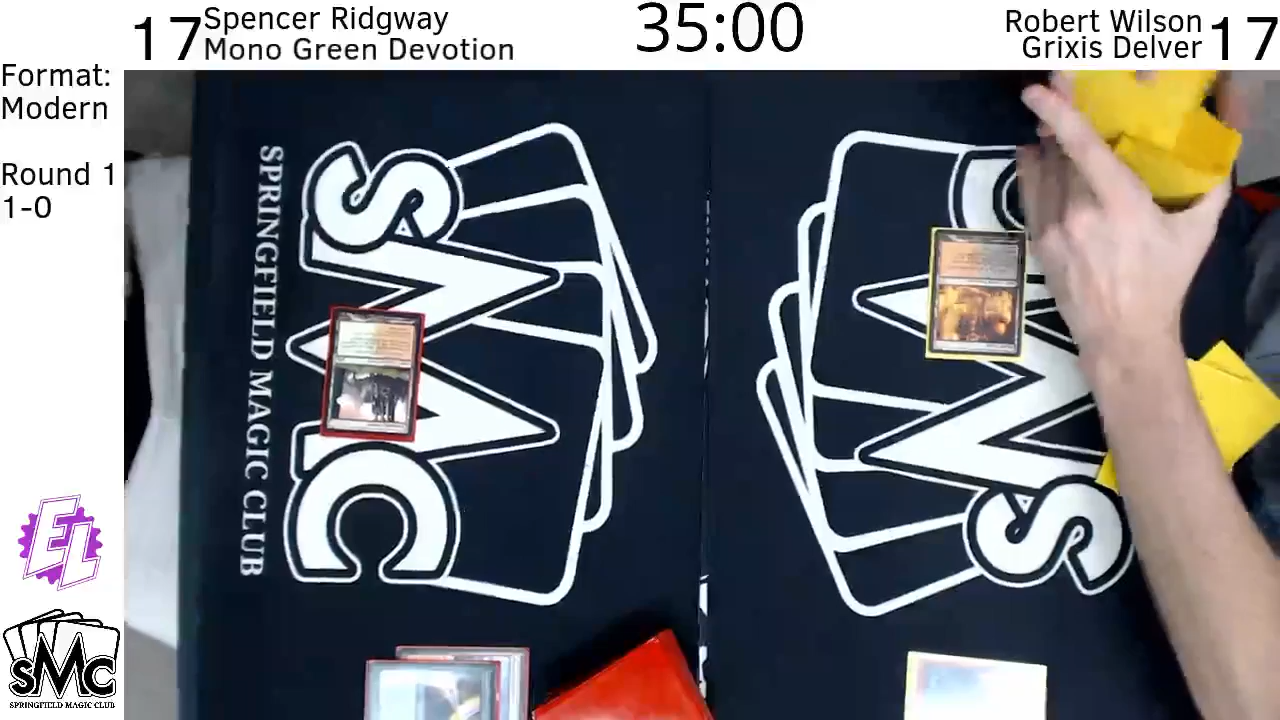 17 Spencer Ridgway
Mono Green Devotion
35:00
Robert Wilson 17
Grixis Delver
Format:
Modern
Round 1
1-0
SPRINGFIELD MAGIC CLUB
SMC
SMC
EL
SMC
SPRINGFIELD MAGIC CLUB